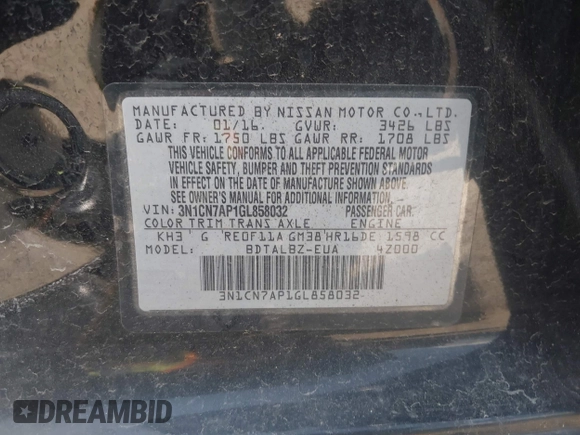 MANUFACTURED BY NISSAN MOTOR CO.,LTD.
DATE: 01/16. GVWR: 3426 LBS
GAWR FR: 1750 LBS GAWR RR: 1708 LBS
THIS VEHICLE CONFORMS TO ALL APPLICABLE FEDERAL MOTOR
VEHICLE SAFETY, BUMPER AND THEFT PREVENTION STANDARDS
IN EFFECT ON THE DATE OF MANUFACTURE SHOWN ABOVE.
SEE OWNER'S MANUAL FOR ADDITIONAL INFORMATION.
VIN: 3N1CN7AP1GL858032 PASSENGER CAR.
COLOR TRIM TRANS AXLE ENGINE
KH3 G RE0F11A GM38 HR16DE 1598 CC
MODEL: BDTALBZ-EUA 42000
3N1CN7AP1GL858032
DREAMBID